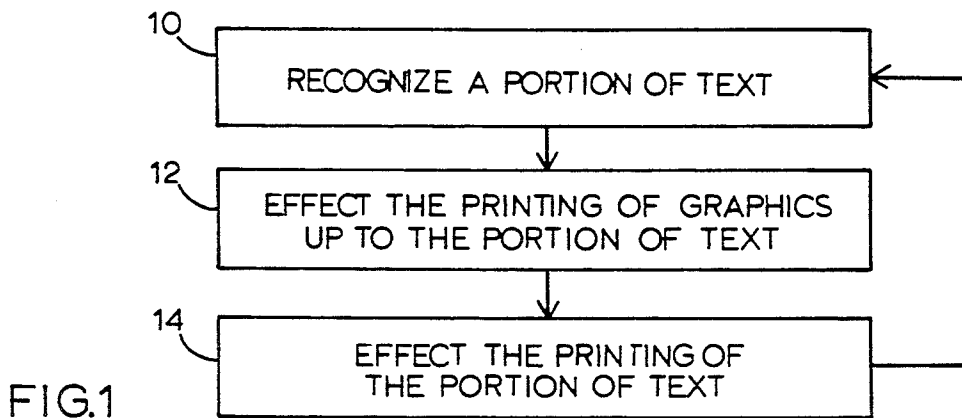 10
RECOGNIZE A PORTION OF TEXT
12
EFFECT THE PRINTING OF GRAPHICS
UP TO THE PORTION OF TEXT
14
EFFECT THE PRINTING OF
THE PORTION OF TEXT
FIG.1